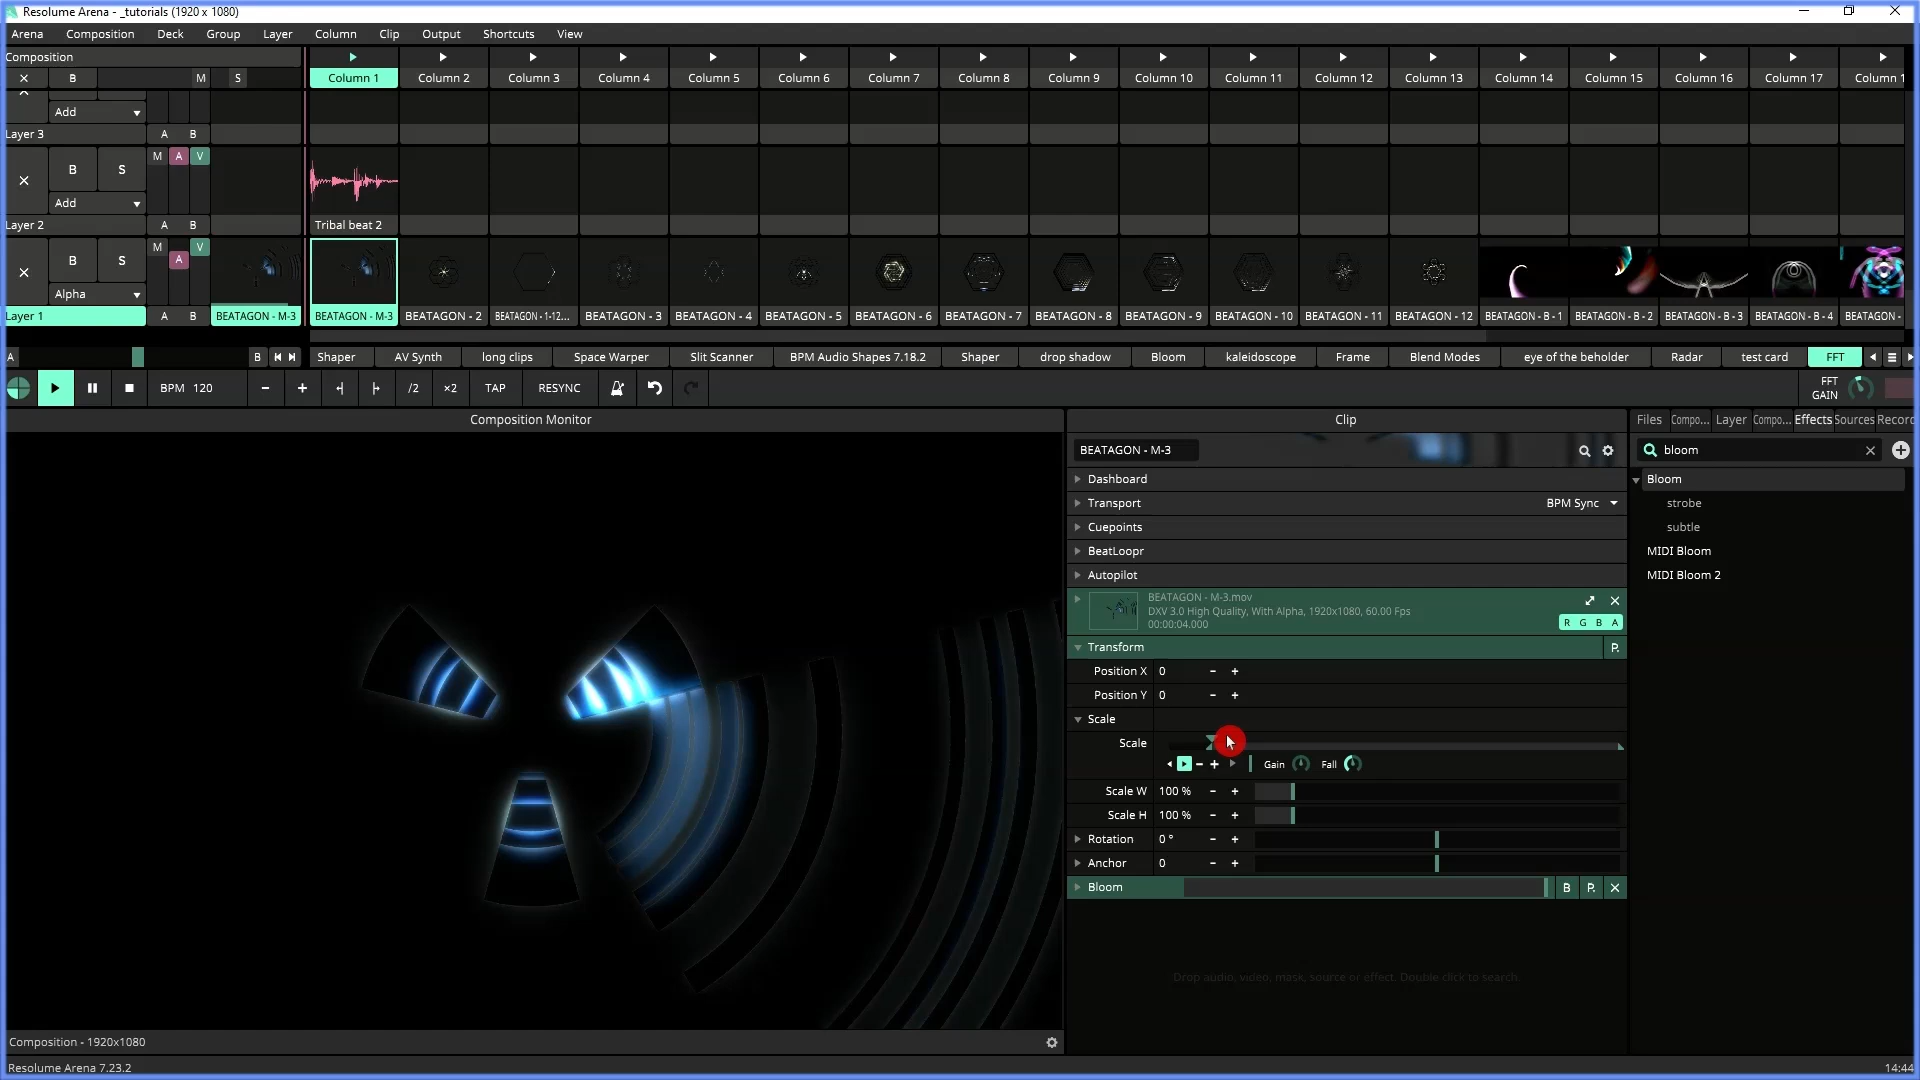 Resolume Arena - _tutorials (1920 x 1080)
Arena Composition Deck Group Layer Column Clip Output Shortcuts View
Composition
X B M S
Column 1 Column 2 Column 3 Column 4 Column 5 Column 6 Column 7 Column 8 Column 9 Column 10 Column 11 Column 12 Column 13 Column 14 Column 15 Column 16 Column 17 Column 1
Add
Layer 3 A B
B S M A V
Add
Layer 2 A B Tribal beat 2
B S M A V
Alpha
Layer 1 A B BEATAGON - M-3 BEATAGON - M-3 BEATAGON - 2 BEATAGON - 1-12... BEATAGON - 3 BEATAGON - 4 BEATAGON - 5 BEATAGON - 6 BEATAGON - 7 BEATAGON - 8 BEATAGON - 9 BEATAGON - 10 BEATAGON - 11 BEATAGON - 12 BEATAGON - B - 1 BEATAGON - B - 2 BEATAGON - B - 3 BEATAGON - B - 4 BEATAGON -
A B Shaper AV Synth long clips Space Warper Slit Scanner BPM Audio Shapes 7.18.2 Shaper drop shadow Bloom kaleidoscope Frame Blend Modes eye of the beholder Radar test card FFT
BPM 120 - + /2 ×2 TAP RESYNC FFT GAIN
Composition Monitor
Clip
Files Compo... Layer Compo... Effects Sources Record
BEATAGON - M-3
bloom
Dashboard
Transport BPM Sync
Cuepoints
BeatLoopr
Autopilot
BEATAGON - M-3.mov
DXV 3.0 High Quality, With Alpha, 1920x1080, 60.00 Fps
00:00:04.000
R G B A
Transform P.
Position X 0 - +
Position Y 0 - +
Scale
Scale
- + Gain Fall
Scale W 100 % - +
Scale H 100 % - +
Rotation 0 ° - +
Anchor 0 - +
Bloom B P. X
Drop audio, video, mask, source or effect. Double click to search.
Bloom
strobe
subtle
MIDI Bloom
MIDI Bloom 2
Composition - 1920x1080
Resolume Arena 7.23.2
14:44